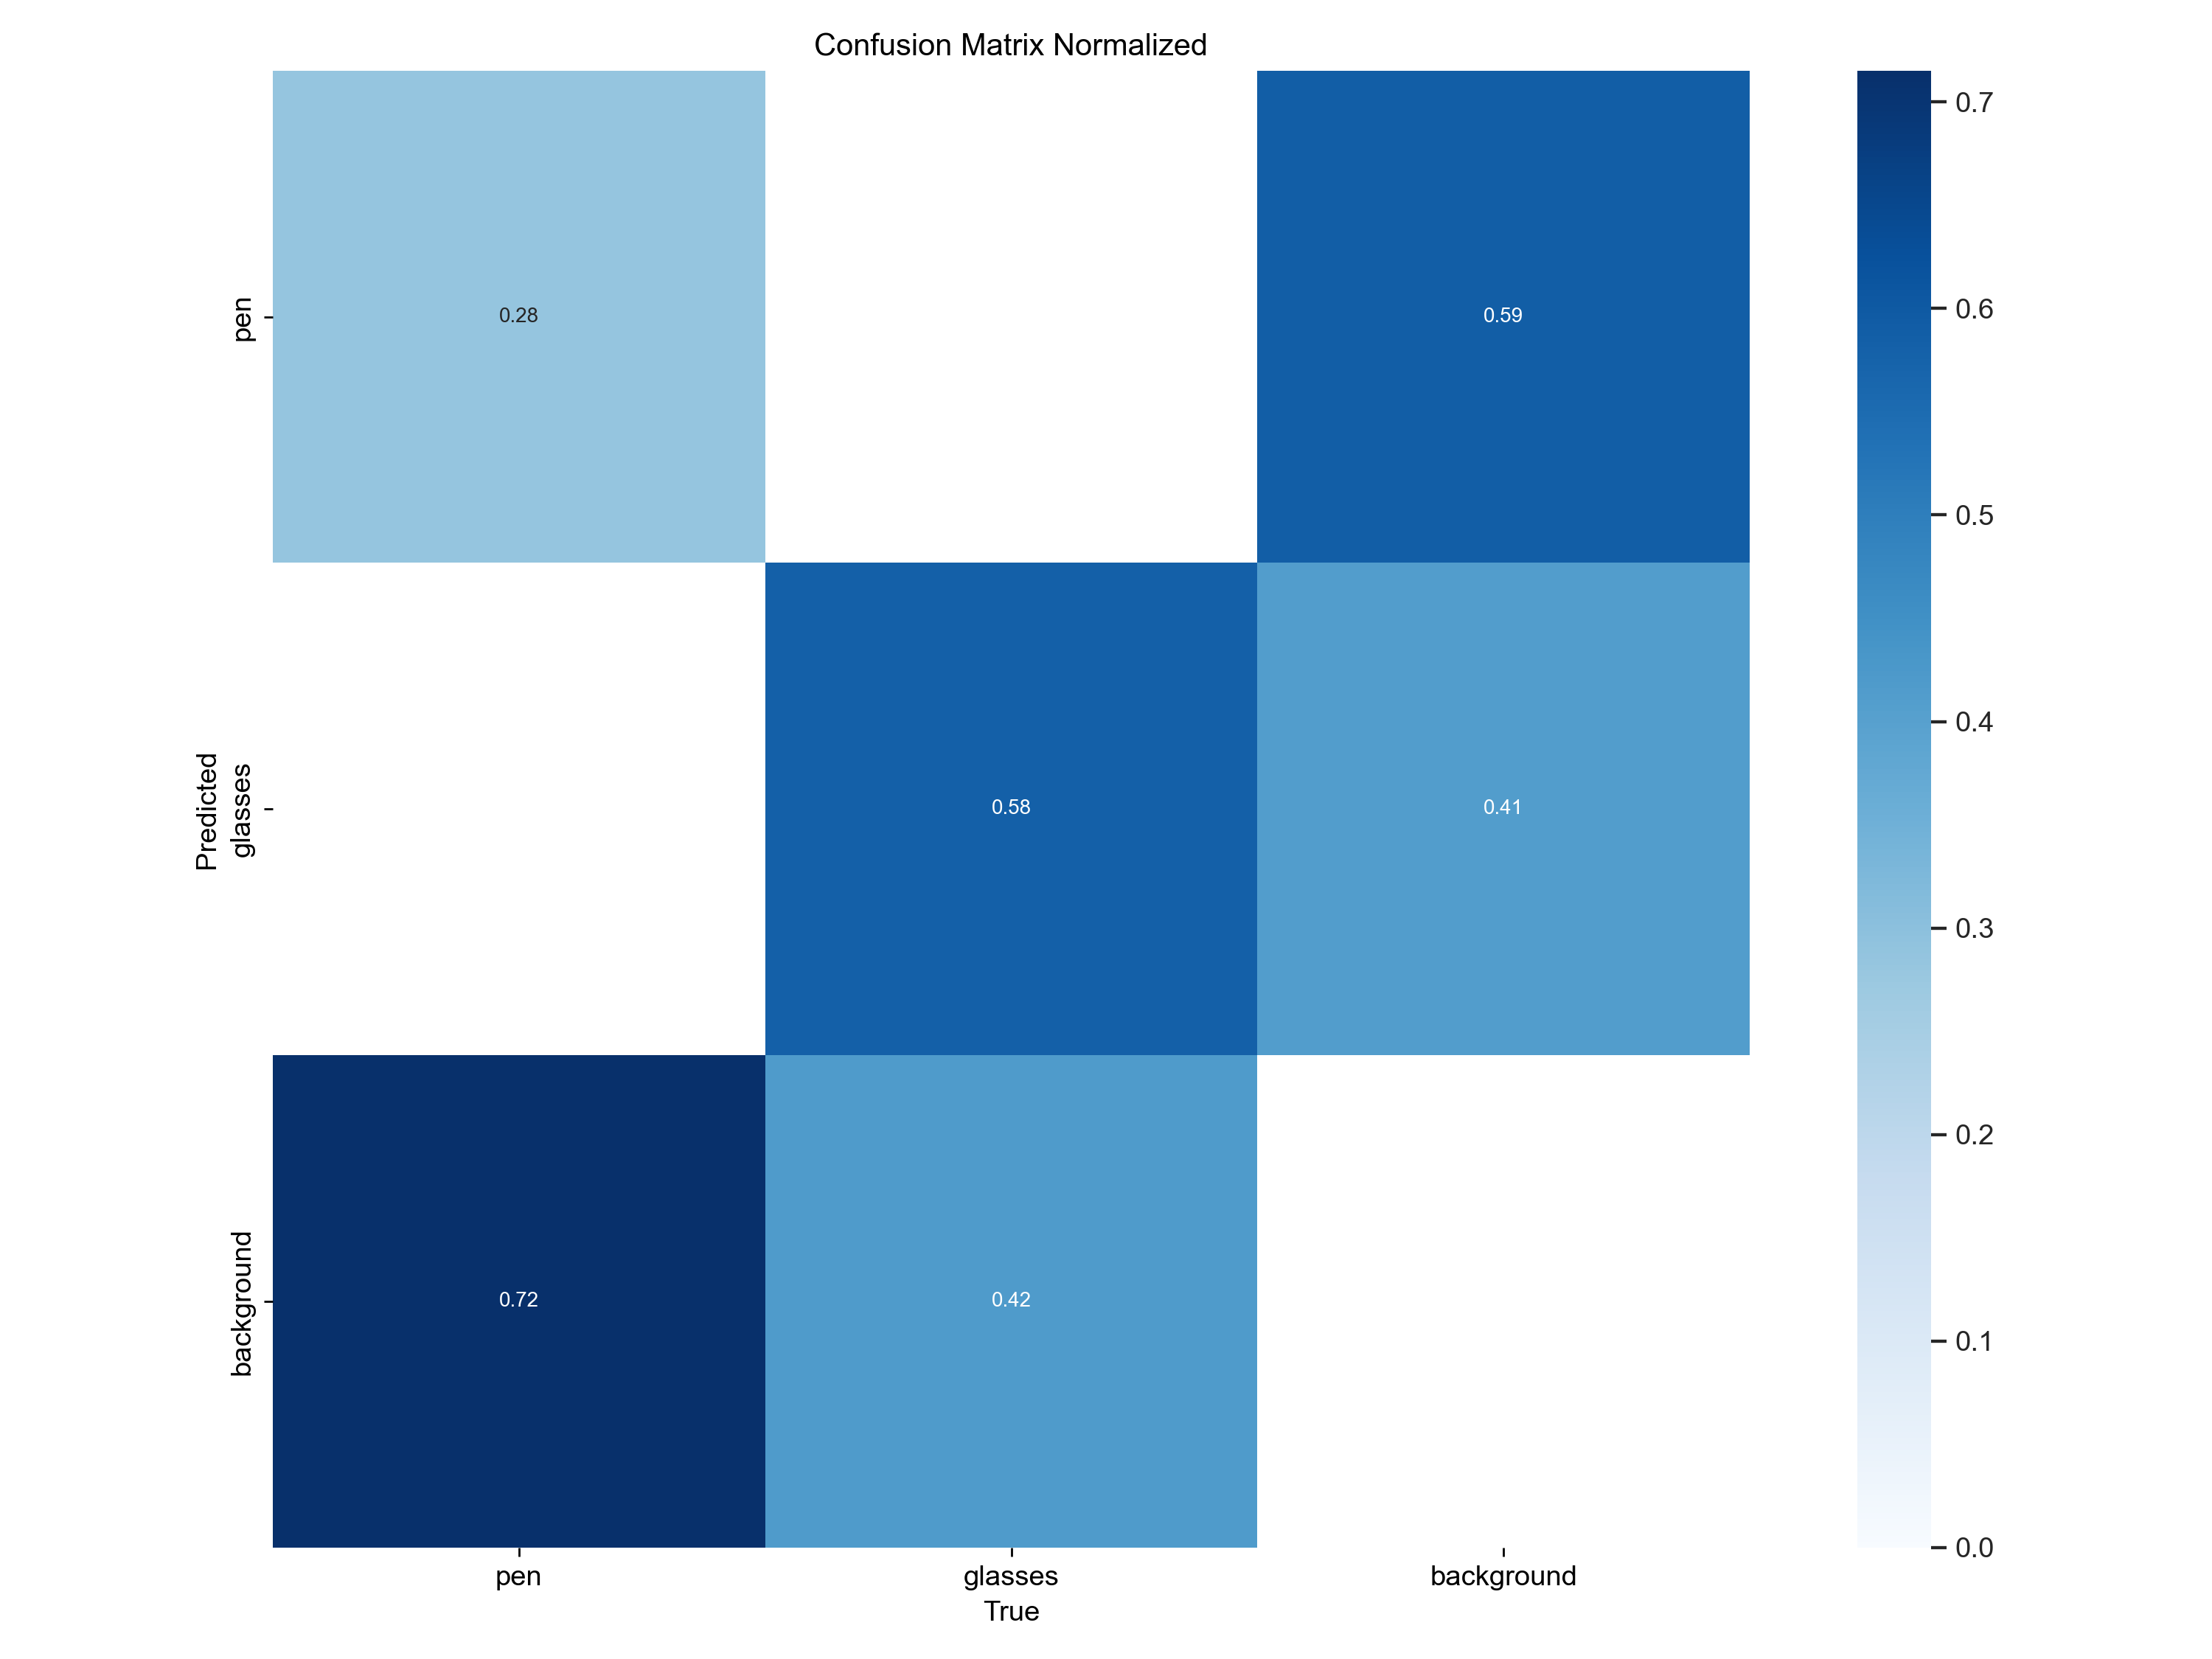 Confusion Matrix Normalized
0.7
0.6
0.5
0.4
0.3
0.2
0.1
0.0
pen
0.28
0.59
Predicted
glasses
0.58
0.41
background
0.72
0.42
pen
glasses
background
True